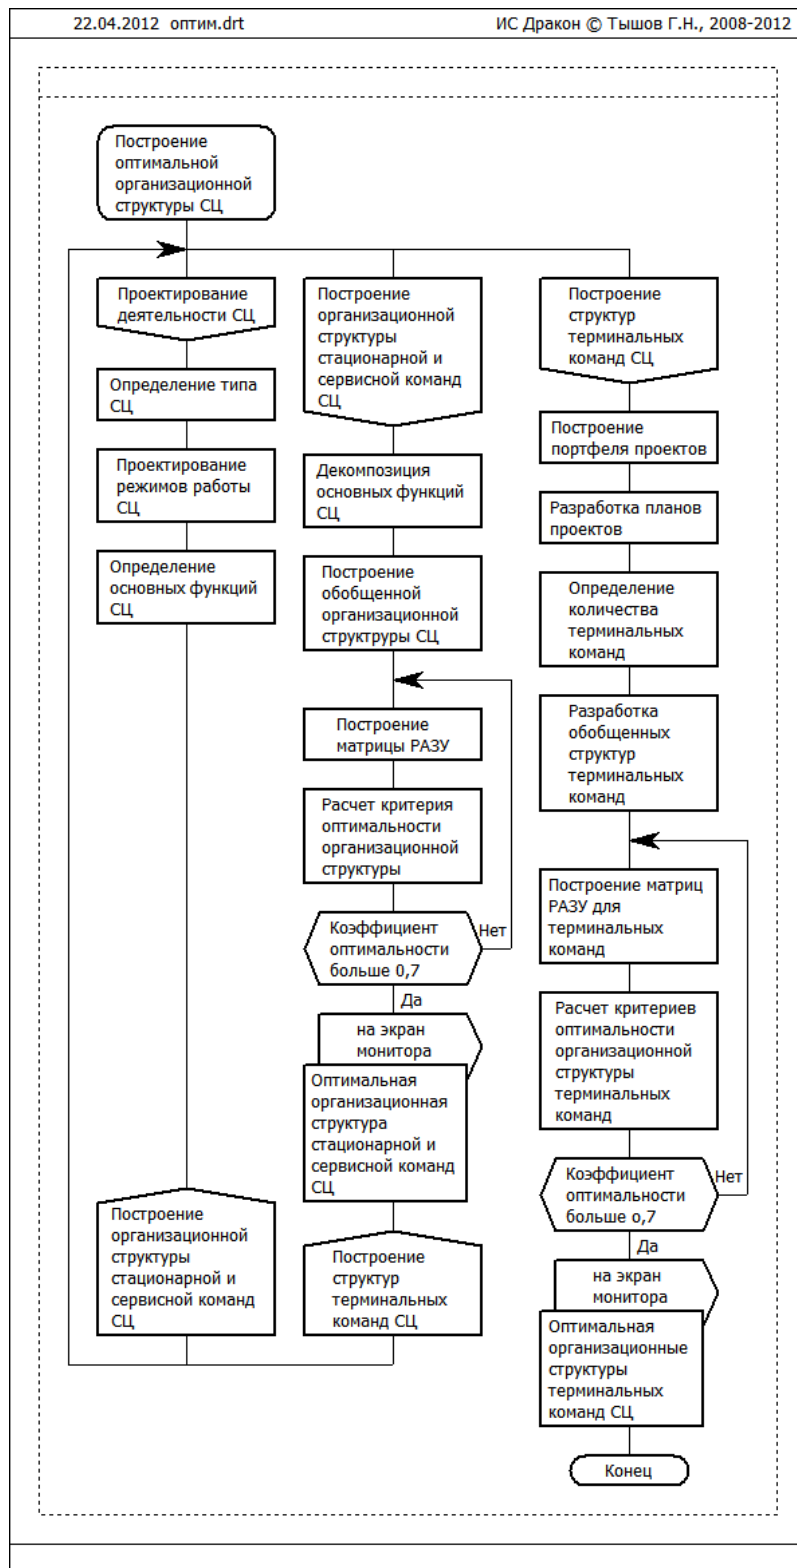 22.04.2012 оптим.drt
ИС Дракон © Тышов Г.Н., 2008-2012
Построение
оптимальной
организационной
структуры СЦ
Проектирование
деятельности СЦ
Определение типа
СЦ
Проектирование
режимов работы
СЦ
Определение
основных функций
СЦ
Построение
организационной
структуры
стационарной и
сервисной команд
СЦ
Построение
организационной
структуры
стационарной и
сервисной команд
СЦ
Декомпозиция
основных функций
СЦ
Построение
обобщенной
организационной
структруры СЦ
Построение
матрицы РАЗУ
Расчет критерия
оптимальности
организационной
структуры
Коэффициент
оптимальности
больше 0,7
Нет
Да
на экран
монитора
Оптимальная
организационная
структура
стационарной и
сервисной команд
СЦ
Построение
структур
терминальных
команд СЦ
Построение
структур
терминальных
команд СЦ
Построение
портфеля проектов
Разработка планов
проектов
Определение
количества
терминальных
команд
Разработка
обобщенных
структур
терминальных
команд
Построение матриц
РАЗУ для
терминальных
команд
Расчет критериев
оптимальности
организационной
структуры
терминальных
команд
Коэффициент
оптимальности
больше о,7
Нет
Да
на экран
монитора
Оптимальная
организационные
структуры
терминальных
команд СЦ
Конец